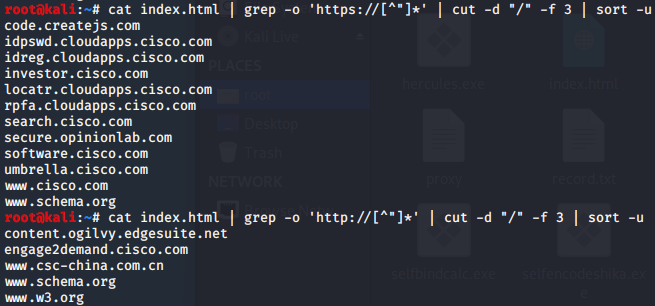 root@kali:~# cat index.html | grep -o 'https://[^"]*' | cut -d "/" -f 3 | sort -u
code.createjs.com
idpswd.cloudapps.cisco.com
idreg.cloudapps.cisco.com
investor.cisco.com
locatr.cloudapps.cisco.com
rpfa.cloudapps.cisco.com
search.cisco.com
secure.opinionlab.com
software.cisco.com
umbrella.cisco.com
www.cisco.com
www.schema.org
root@kali:~# cat index.html | grep -o 'http://[^"]*' | cut -d "/" -f 3 | sort -u
content.ogilvy.edgesuite.net
engage2demand.cisco.com
www.csc-china.com.cn
www.schema.org
www.w3.org
Kali Live
PLACES
root
Desktop
Trash
NETWORK
hercules.exe
index.html
proxy
record.txt
selfbindcalc.exe